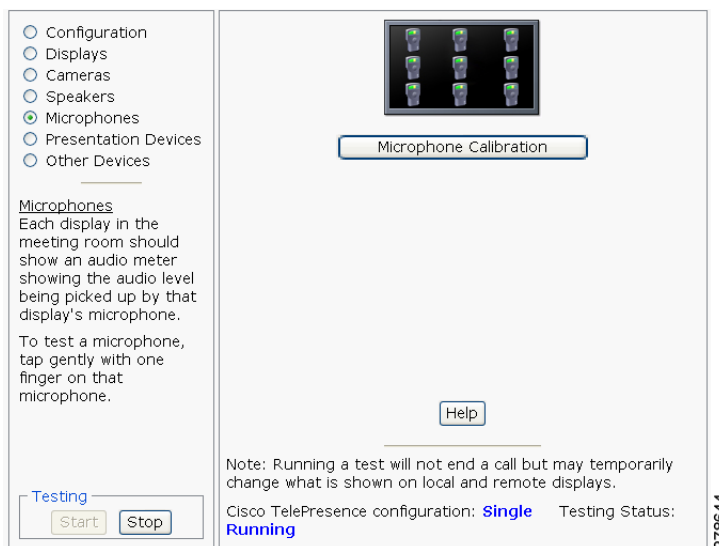 Configuration
Displays
Cameras
Speakers
Microphones
Presentation Devices
Other Devices
Microphones
Each display in the
meeting room should
show an audio meter
showing the audio level
being picked up by that
display's microphone.
To test a microphone,
tap gently with one
finger on that
microphone.
Testing
Start
Stop
Microphone Calibration
Help
Note: Running a test will not end a call but may temporarily
change what is shown on local and remote displays.
Cisco TelePresence configuration: Single Testing Status:
Running